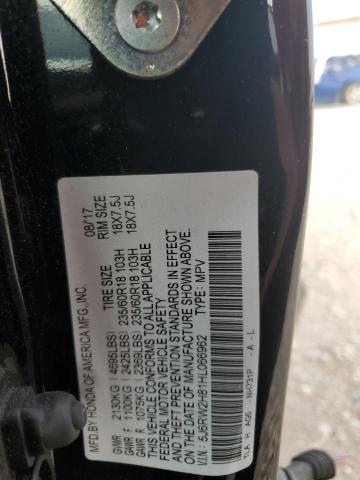 MFD. BY HONDA OF AMERICA MFG., INC. 08/17
TIRE SIZE RIM SIZE
GVWR 2130KG (4695LBS)
GAWR F 1100KG (2425LBS) 235/60R18 103H 18X7.5J
GAWR R 1075KG (2369LBS) 235/60R18 103H 18X7.5J
THIS VEHICLE CONFORMS TO ALL APPLICABLE
FEDERAL MOTOR VEHICLE SAFETY
AND THEFT PREVENTION STANDARDS IN EFFECT
ON THE DATE OF MANUFACTURE SHOWN ABOVE.
V.I.N.: 5J6RW2H81HL066962 TYPE: MPV
TLA H AG5 NH731P -A-L